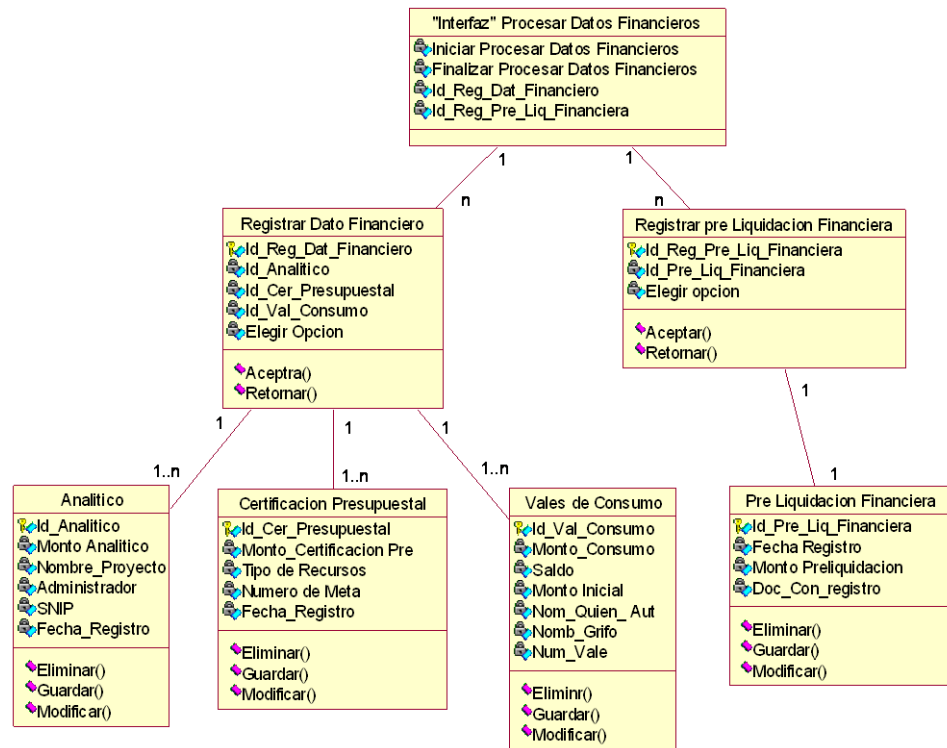 "Interfaz" Procesar Datos Financieros
Iniciar Procesar Datos Financieros
Finalizar Procesar Datos Financieros
Id_Reg_Dat_Financiero
Id_Reg_Pre_Liq_Financiera
1
1
n
n
Registrar Dato Financiero
Id_Reg_Dat_Financiero
Id_Analitico
Id_Cer_Presupuestal
Id_Val_Consumo
Elegir Opcion
Aceptra()
Retornar()
Registrar pre Liquidacion Financiera
Id_Reg_Pre_Liq_Financiera
Id_Pre_Liq_Financiera
Elegir opcion
Aceptar()
Retornar()
1
1
1
1
1..n
1..n
1..n
1
Analitico
Id_Analitico
Monto Analitico
Nombre_Proyecto
Administrador
SNIP
Fecha_Registro
Eliminar()
Guardar()
Modificar()
Certificacion Presupuestal
Id_Cer_Presupuestal
Monto_Certificacion Pre
Tipo de Recursos
Numero de Meta
Fecha_Registro
Eliminar()
Guardar()
Modificar()
Vales de Consumo
Id_Val_Consumo
Monto_Consumo
Saldo
Monto Inicial
Nom_Quien_ Aut
Nomb_Grifo
Num_Vale
Eliminr()
Guardar()
Modificar()
Pre Liquidacion Financiera
Id_Pre_Liq_Financiera
Fecha Registro
Monto Preliquidacion
Doc_Con_registro
Eliminar()
Guardar()
Modificar()